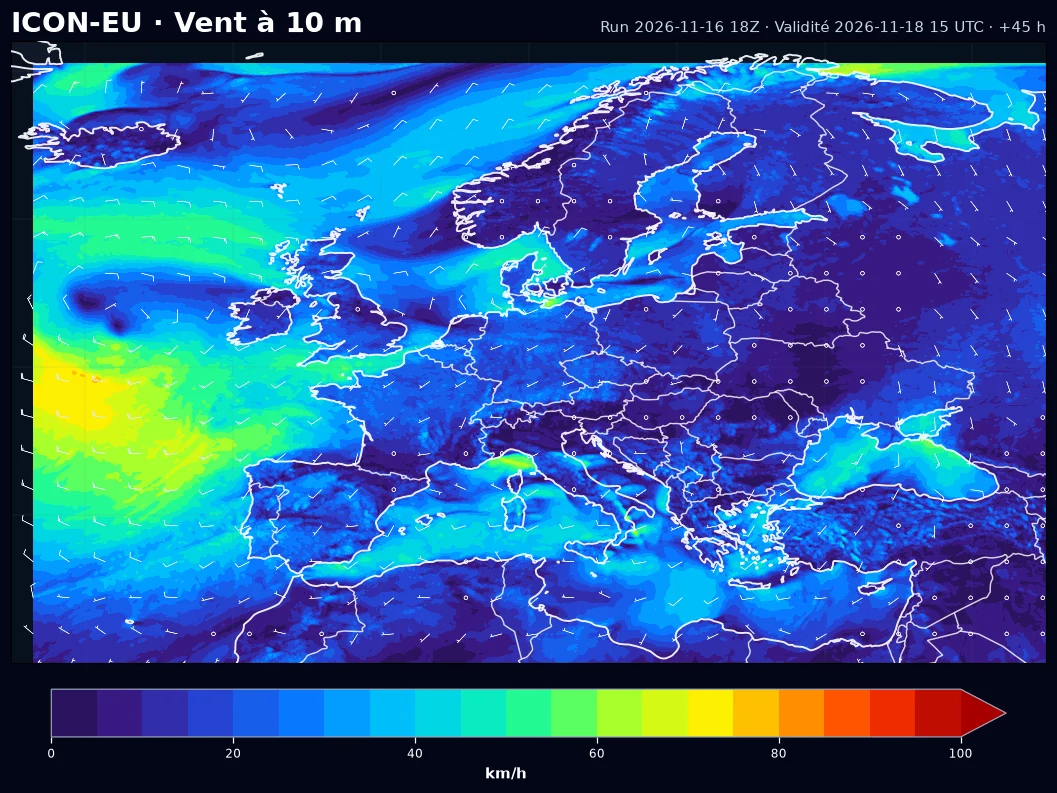 ICON-EU · Vent à 10 m
Run 2026-11-16 18Z · Validité 2026-11-18 15 UTC · +45 h
0 20 40 60 80 100
km/h